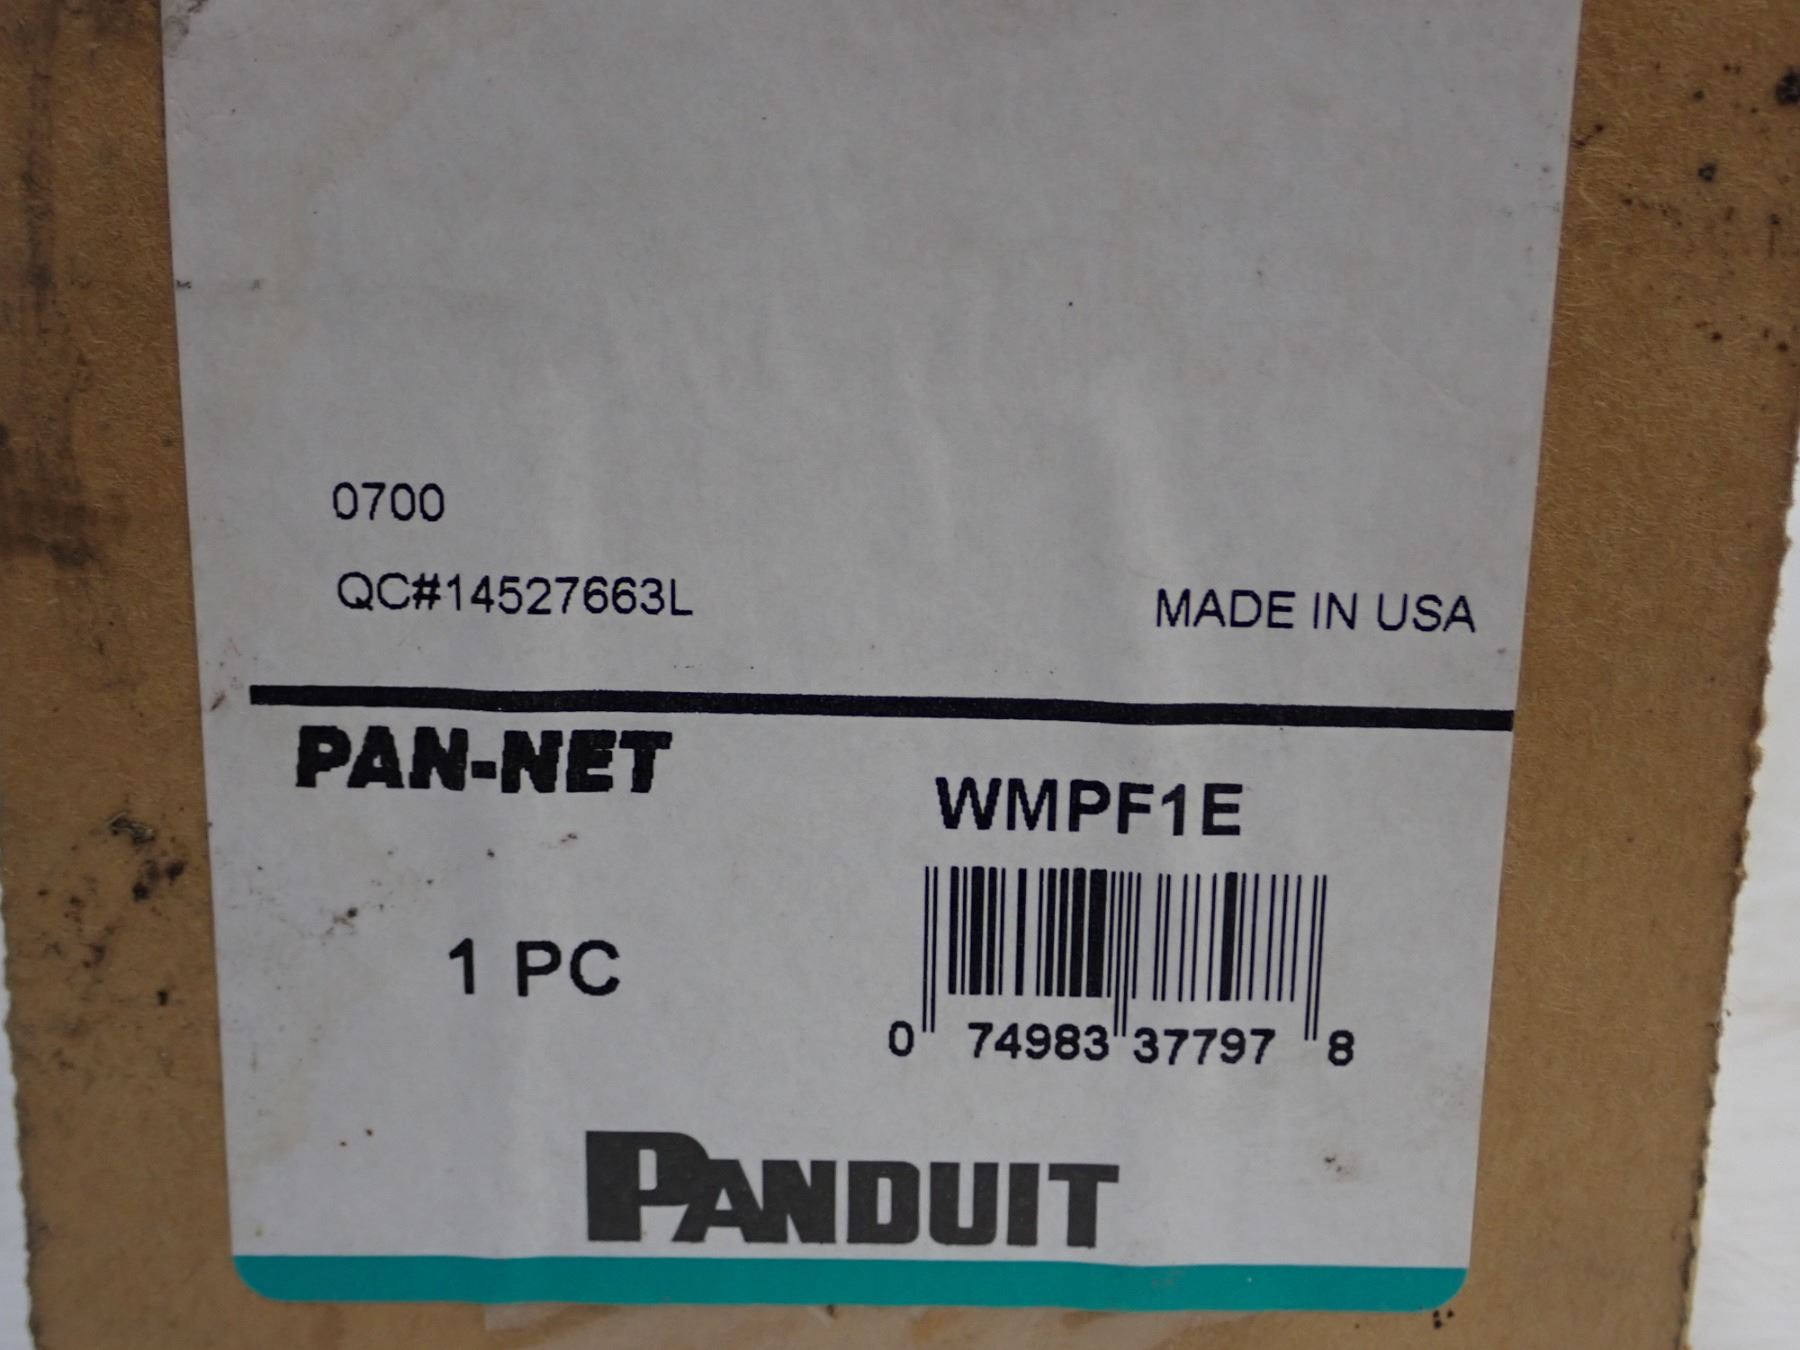 0700
QC#14527663L
MADE IN USA
PAN-NET
WMPF1E
1 PC
0 74983 37797 8
PANDUIT